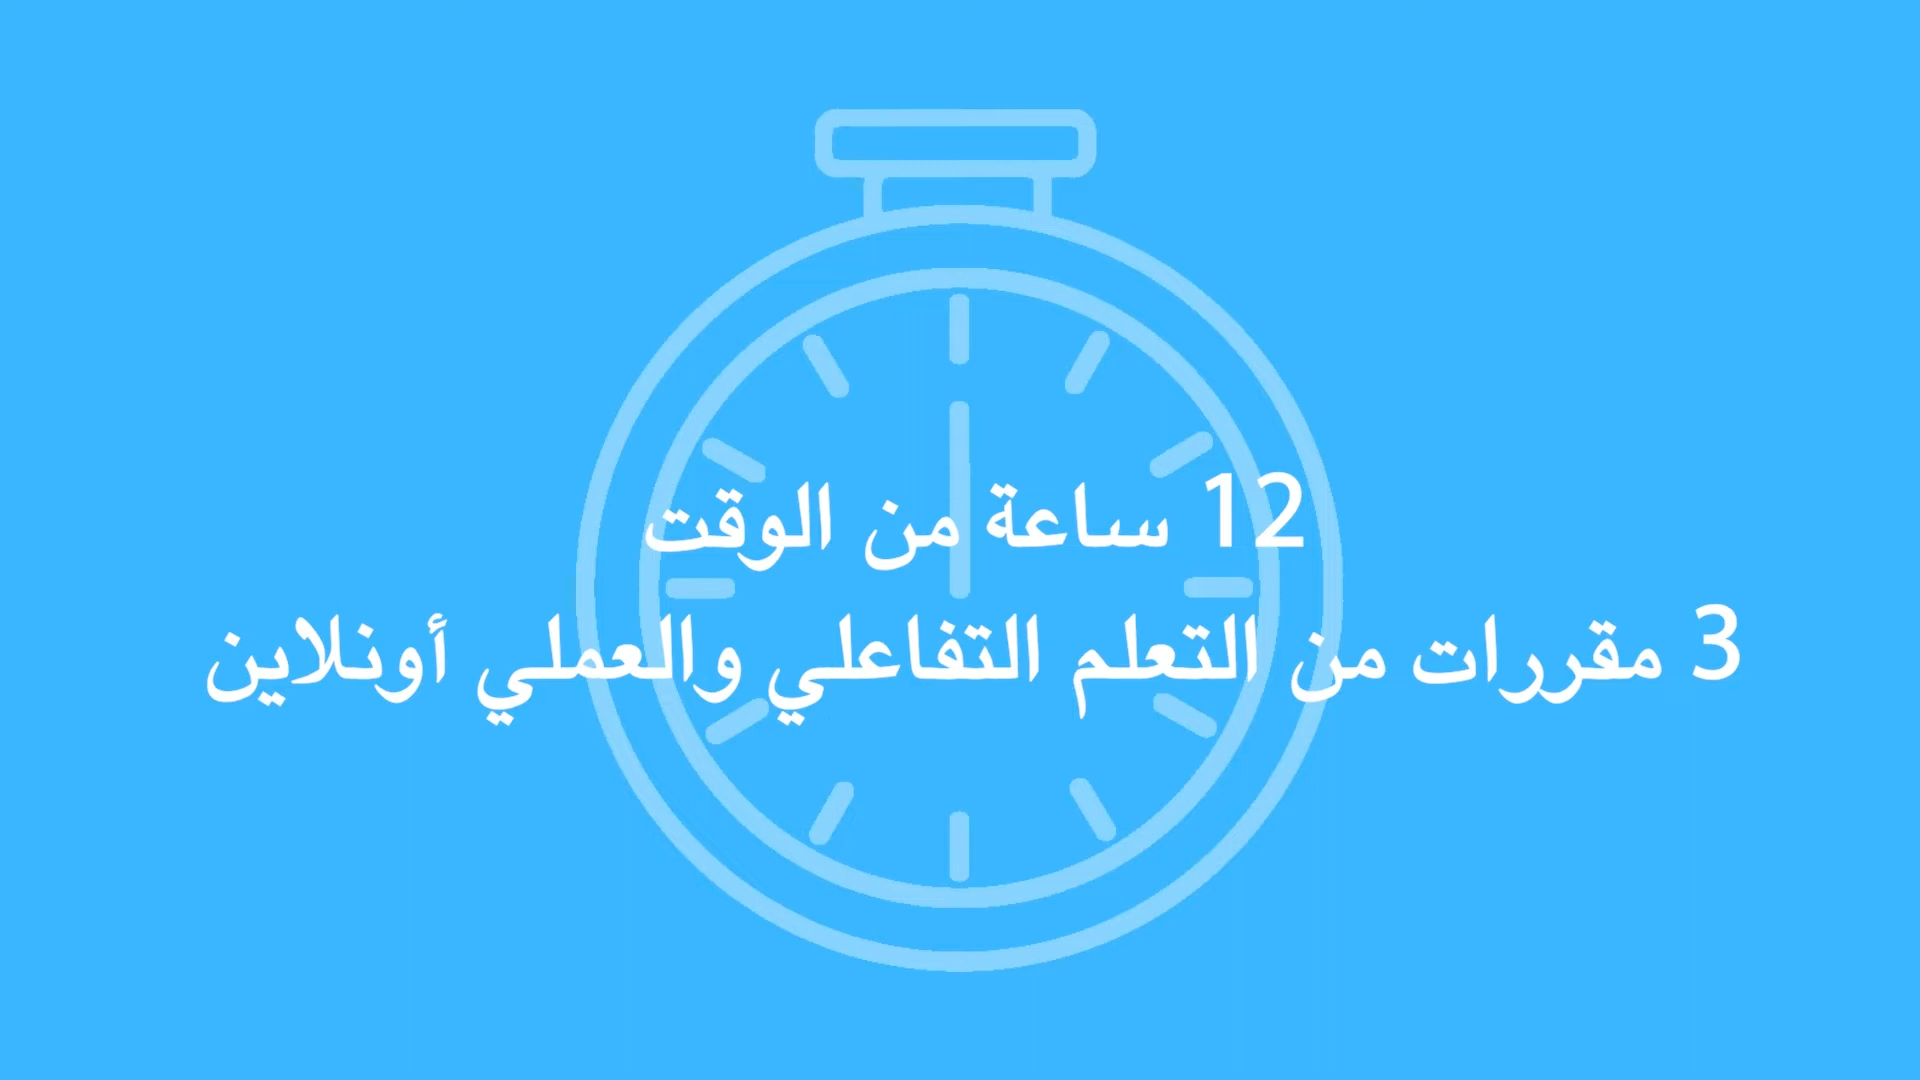 12 ساعة من الوقت
3 مقررات من التعلم التفاعلي والعملي أونلاين